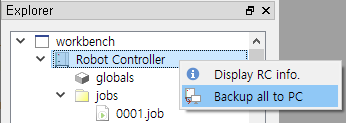 Explorer
workbench
Robot Controller
globals
jobs
0001.job
Display RC info.
Backup all to PC